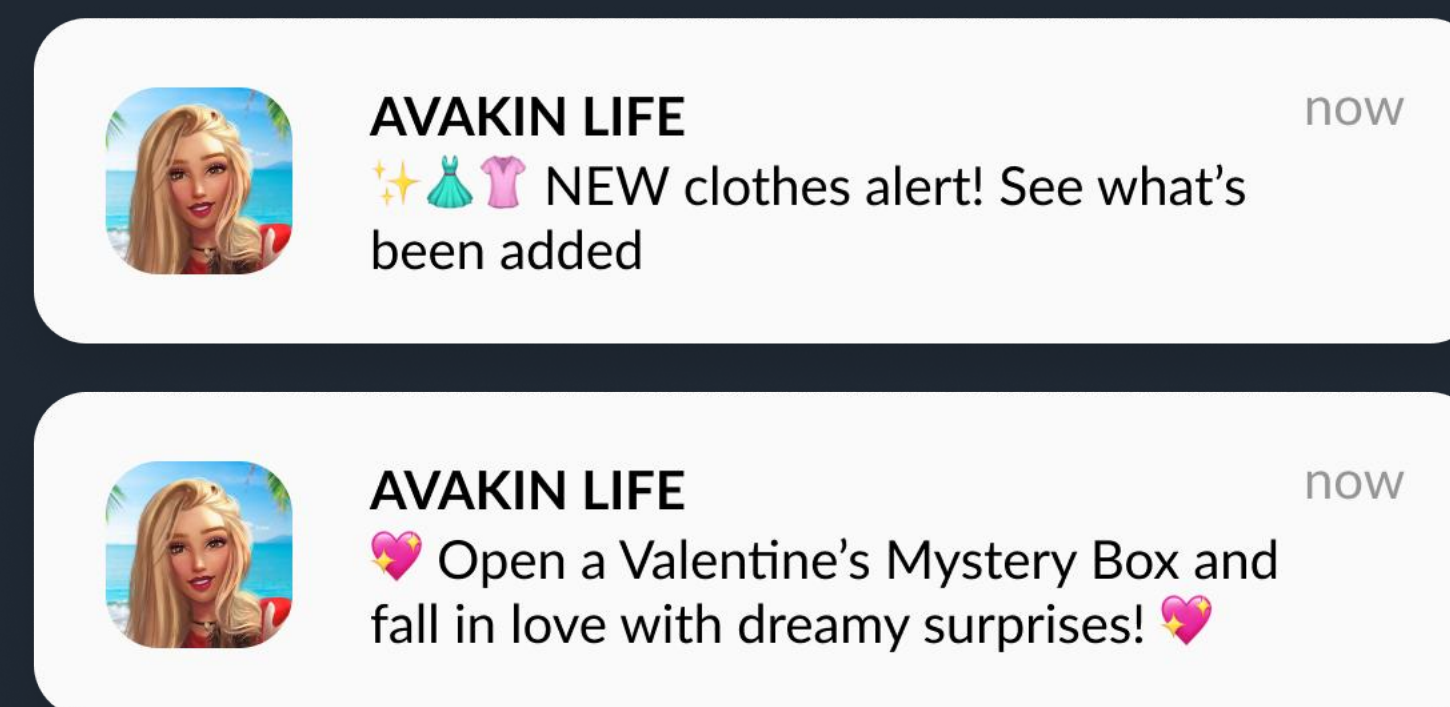 AVAKIN LIFE
now
✨👗👚 NEW clothes alert! See what’s
been added
AVAKIN LIFE
now
💖 Open a Valentine’s Mystery Box and
fall in love with dreamy surprises! 💖